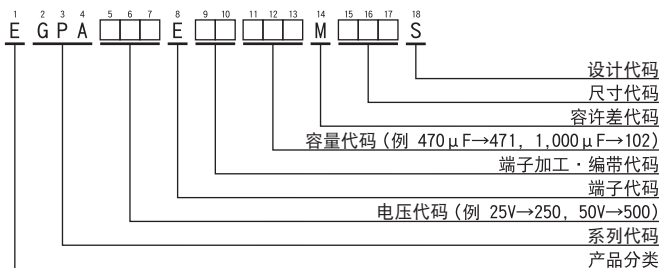 1 2 3 4 5 6 7 8 9 10 11 12 13 14 15 16 17 18
E GPA □□□ E □□ □□□ M □□□ S
设计代码
尺寸代码
容许差代码
容量代码 (例 470μF→471, 1,000μF→102)
端子加工・编带代码
端子代码
电压代码 (例 25V→250, 50V→500)
系列代码
产品分类